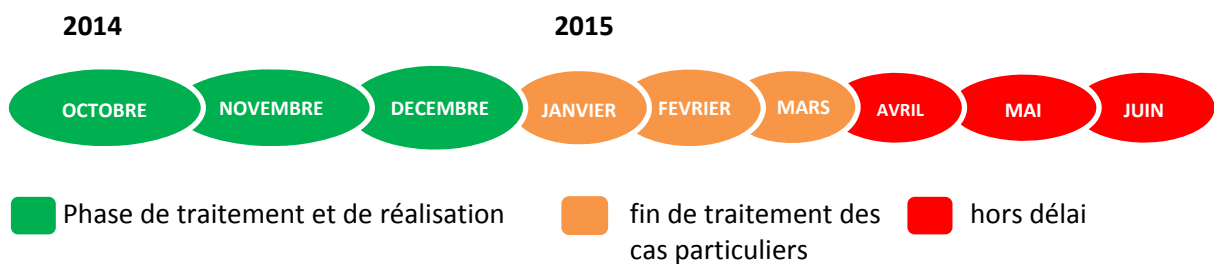 2014
2015
OCTOBRE
NOVEMBRE
DECEMBRE
JANVIER
FEVRIER
MARS
AVRIL
MAI
JUIN
Phase de traitement et de réalisation
fin de traitement des
cas particuliers
hors délai